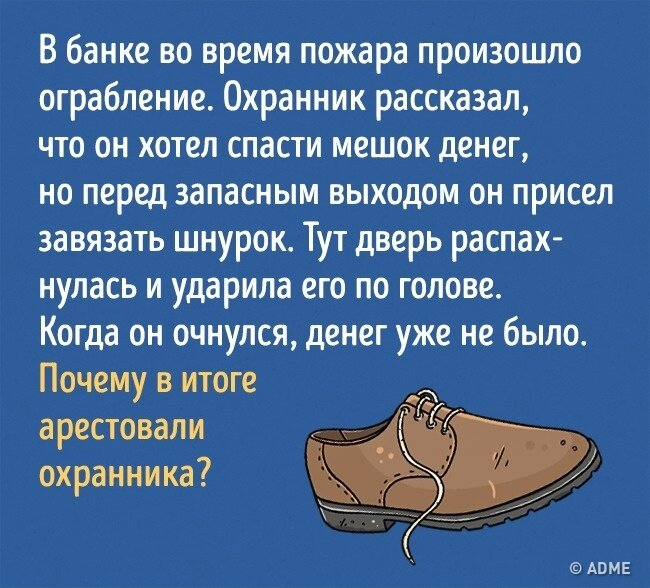 В банке во время пожара произошло
ограбление. Охранник рассказал,
что он хотел спасти мешок денег,
но перед запасным выходом он присел
завязать шнурок. Тут дверь распах-
нулась и ударила его по голове.
Когда он очнулся, денег уже не было.
Почему в итоге
арестовали
охранника?
© ADME